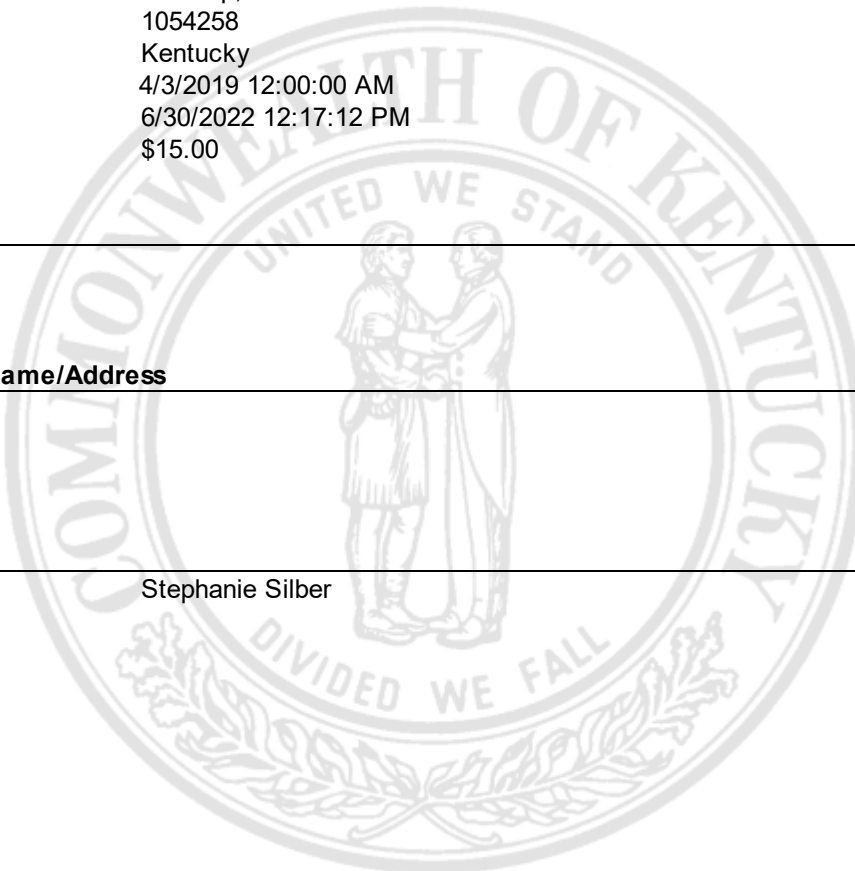 1054258
Kentucky
4/3/2019 12:00:00 AM
6/30/2022 12:17:12 PM
$15.00
COMMONWEALTH OF KENTUCKY
UNITED WE STAND
ame/Address
Stephanie Silber
DIVIDED WE FALL